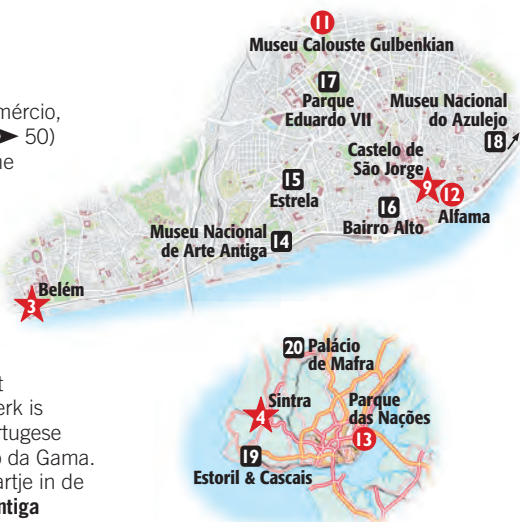 mércio,
50)
ne
11
Museu Calouste Gulbenkian
17
Parque
Eduardo VII
Museu Nacional
do Azulejo
18
Castelo de
São Jorge
9
12
Alfama
15
Estrela
16
Bairro Alto
Museu Nacional
de Arte Antiga
14
Belém
3
t
erk is
rtugese
o da Gama.
artje in de
ntiga
20 Palácio
de Mafra
Sintra
4
Parque
das Nações
13
19
Estoril & Cascais